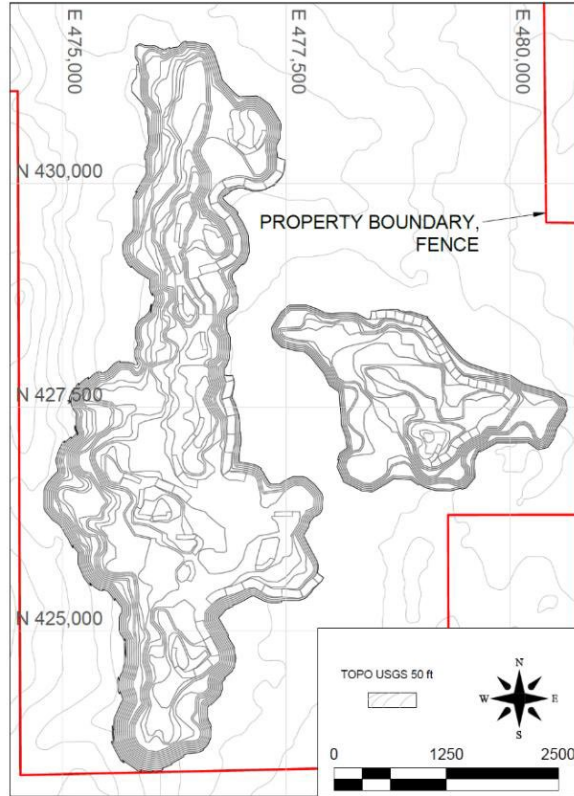 E 475,000
E 477,500
E 480,000
N 430,000
PROPERTY BOUNDARY,
FENCE
N 427,500
N 425,000
TOPO USGS 50 ft
N
W E
S
0 1250 2500